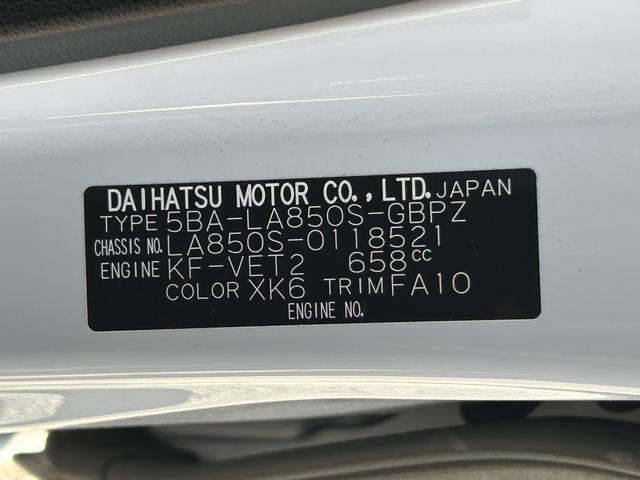 DAIHATSU MOTOR CO., LTD. JAPAN
TYPE 5BA-LA850S-GBPZ
CHASSIS NO. LA850S-0118521
ENGINE KF-VET2 658cc
COLOR XK6 TRIM FA10
ENGINE NO.